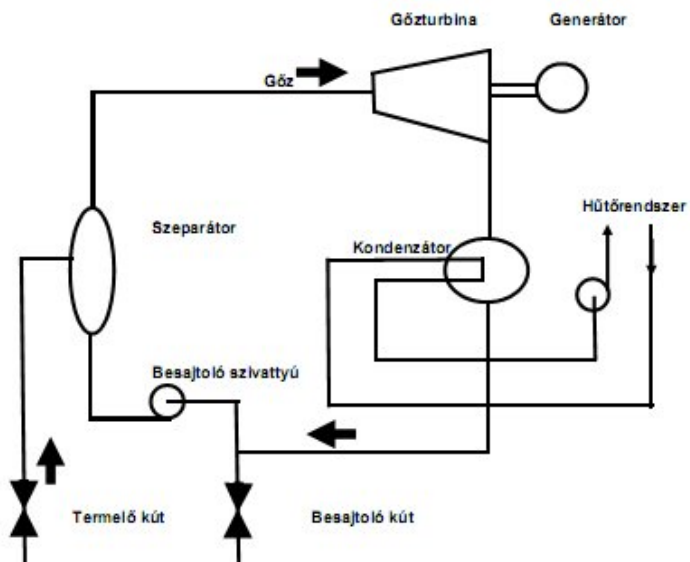 Gőzturbina
Generátor
Gőz
Szeparátor
Hűtőrendszer
Kondenzátor
Besajtoló szivattyú
Termelő kút
Besajtoló kút